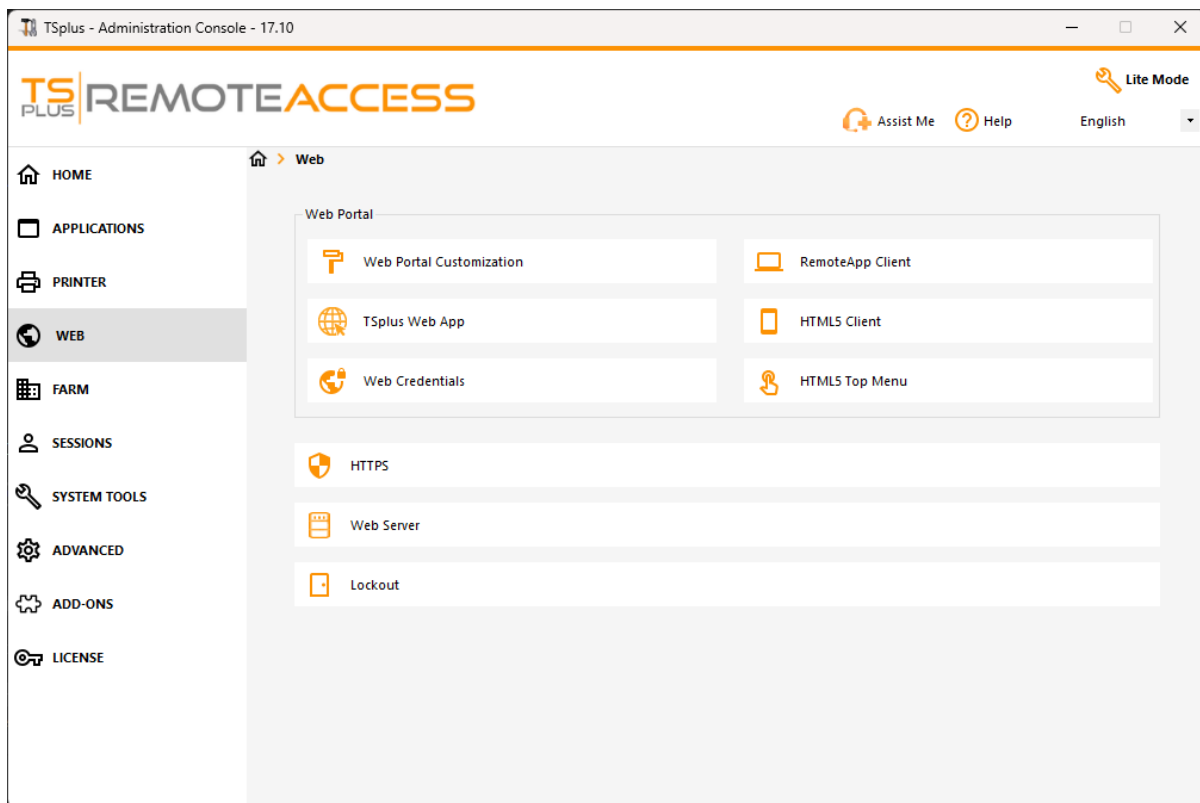 TSplus - Administration Console - 17.10
TS PLUS REMOTEACCESS
Lite Mode
Assist Me
Help
English
HOME
APPLICATIONS
PRINTER
WEB
FARM
SESSIONS
SYSTEM TOOLS
ADVANCED
ADD-ONS
LICENSE
> Web
Web Portal
Web Portal Customization
RemoteApp Client
TSplus Web App
HTML5 Client
Web Credentials
HTML5 Top Menu
HTTPS
Web Server
Lockout